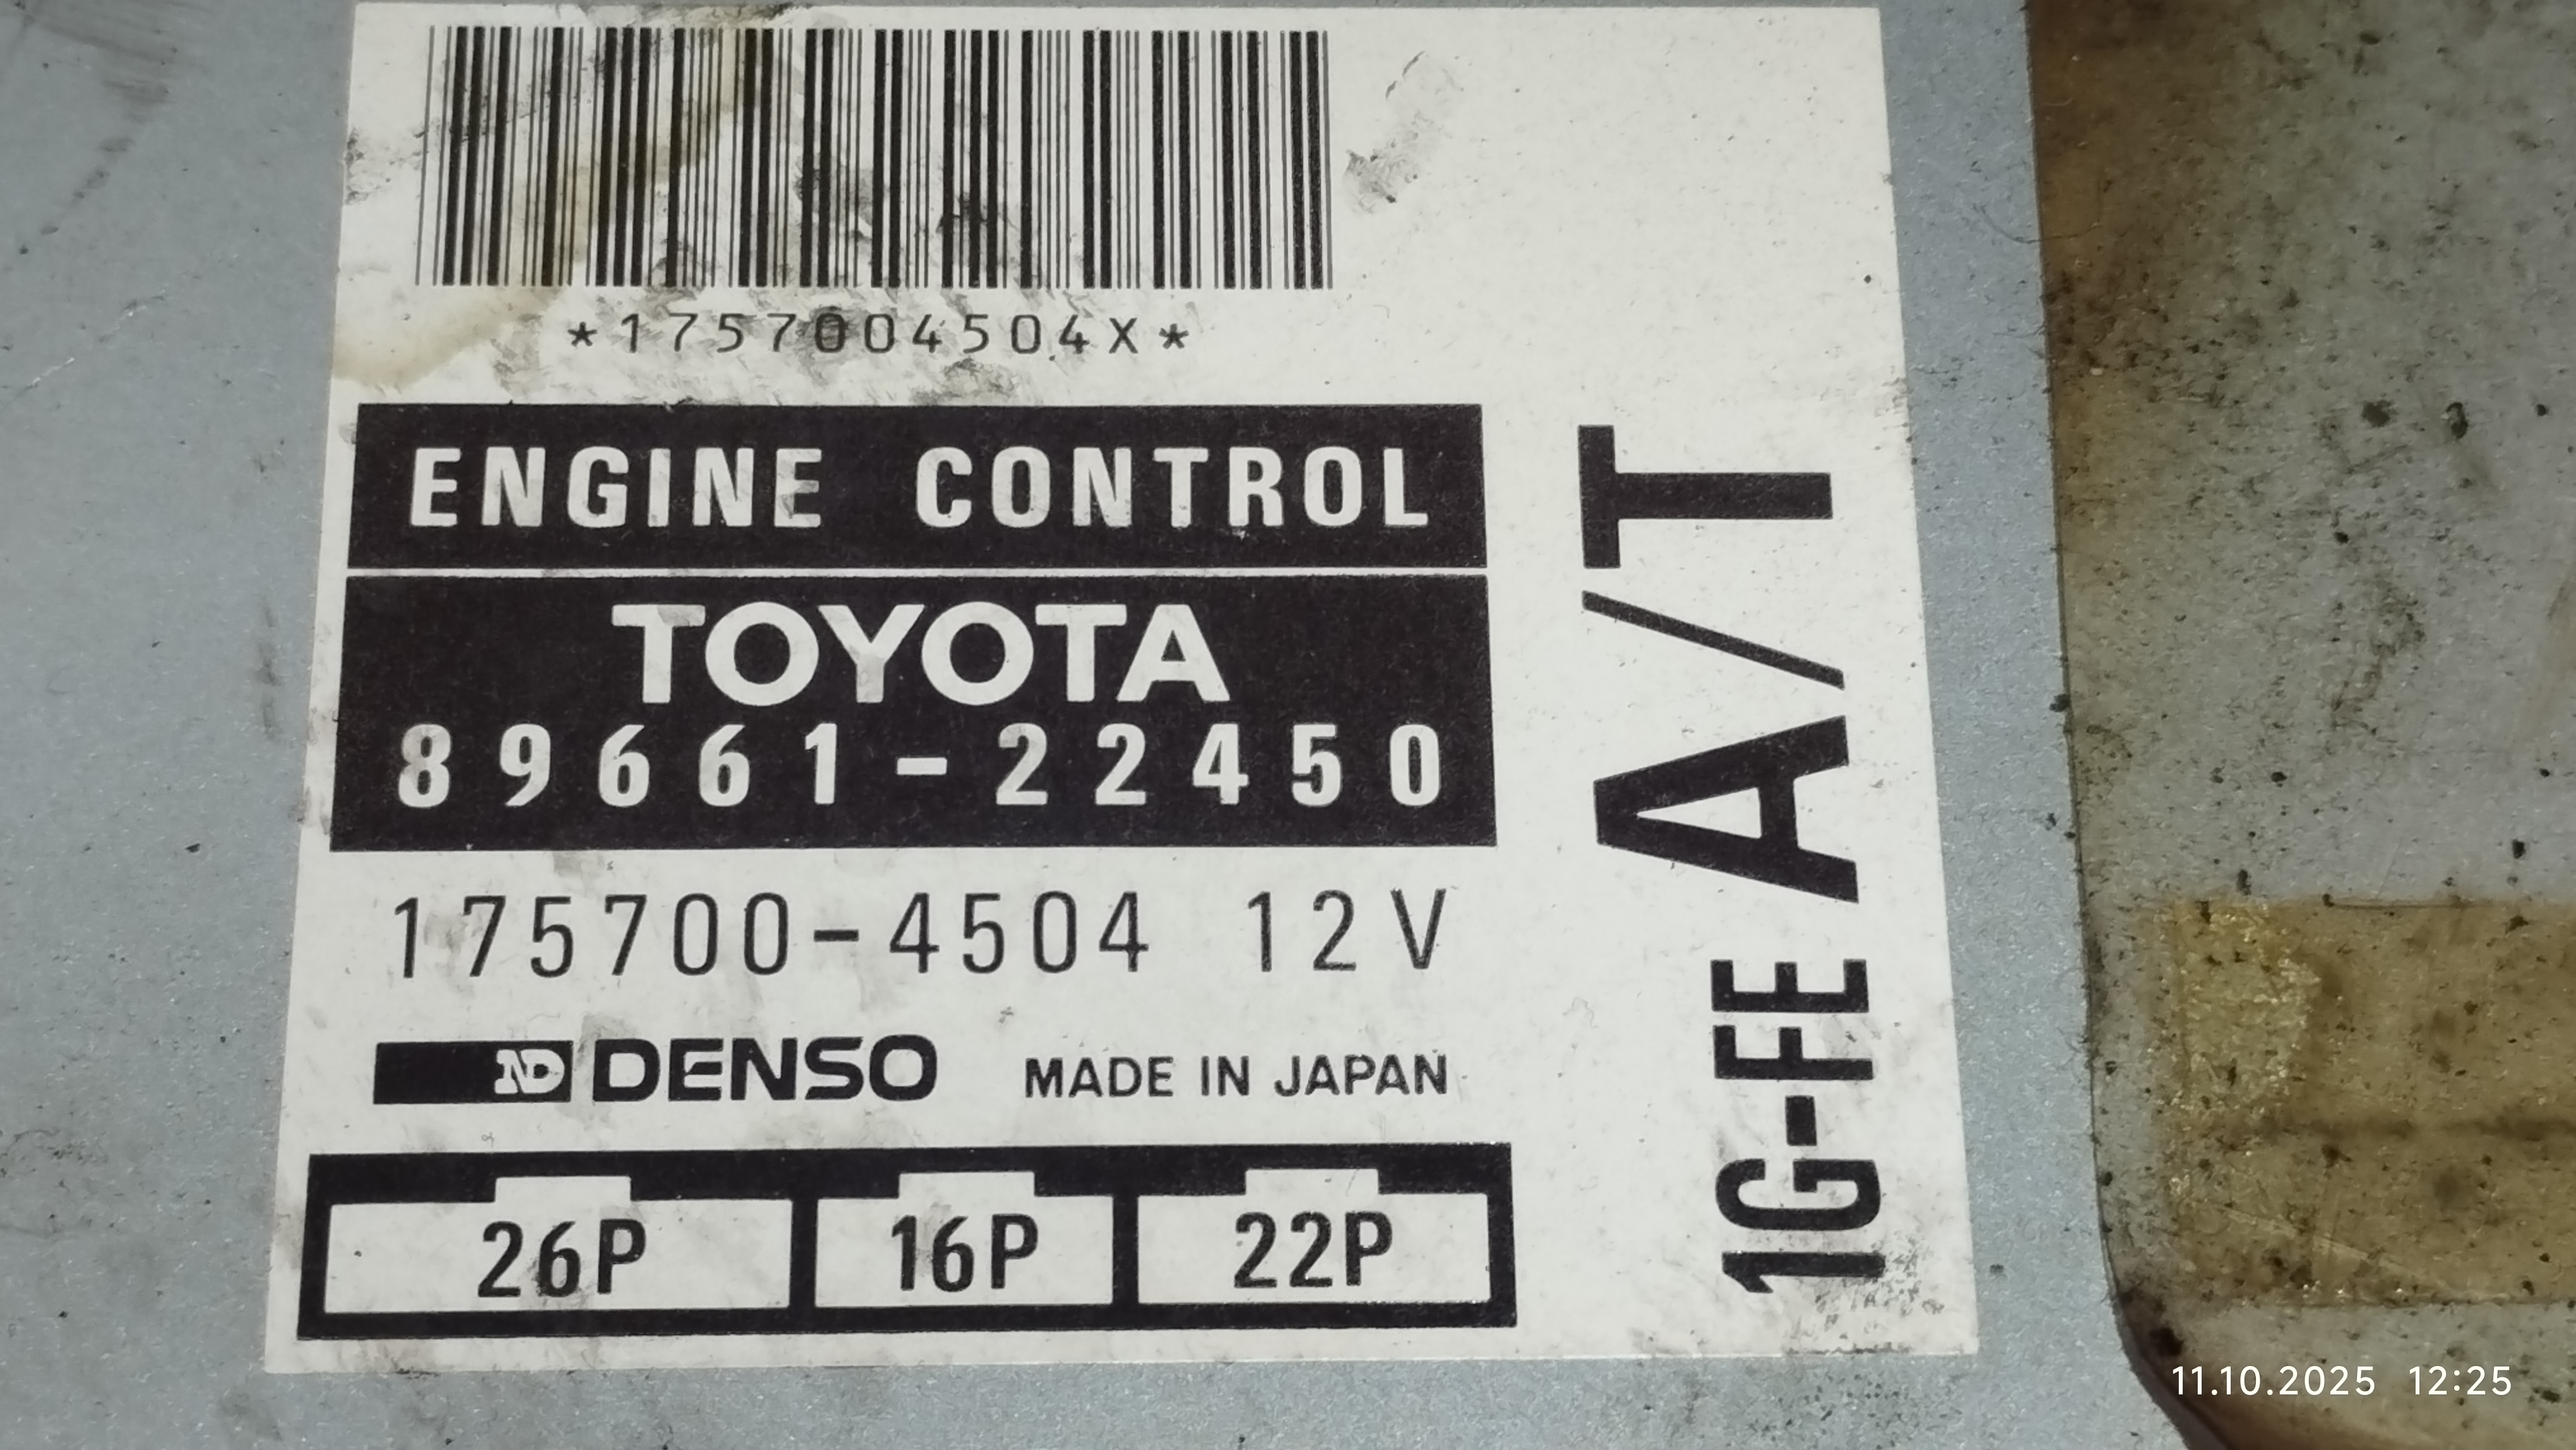 *1757004504X*
ENGINE CONTROL
TOYOTA
89661-22450
175700-4504 12V
ND DENSO MADE IN JAPAN
26P 16P 22P
1G-FE A/T
11.10.2025 12:25